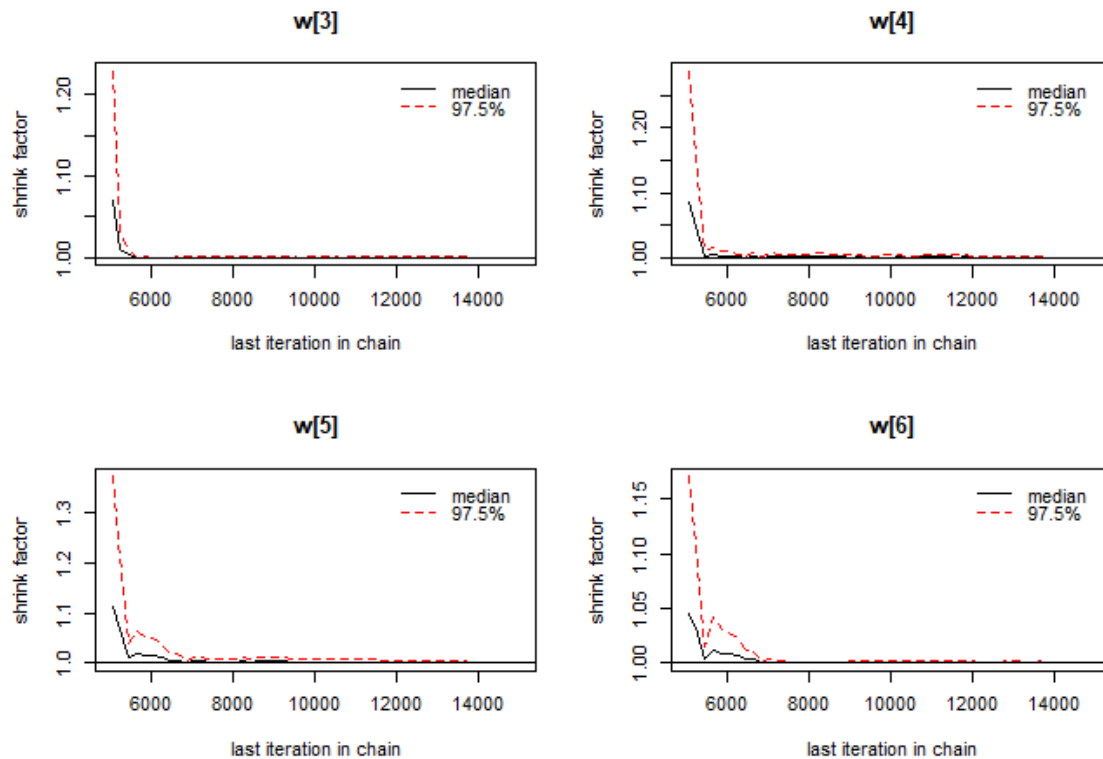 w[3]
shrink factor
1.00 1.10 1.20
median
97.5%
6000 8000 10000 12000 14000
last iteration in chain
w[4]
shrink factor
1.00 1.10 1.20
median
97.5%
6000 8000 10000 12000 14000
last iteration in chain
w[5]
shrink factor
1.0 1.1 1.2 1.3
median
97.5%
6000 8000 10000 12000 14000
last iteration in chain
w[6]
shrink factor
1.00 1.05 1.10 1.15
median
97.5%
6000 8000 10000 12000 14000
last iteration in chain